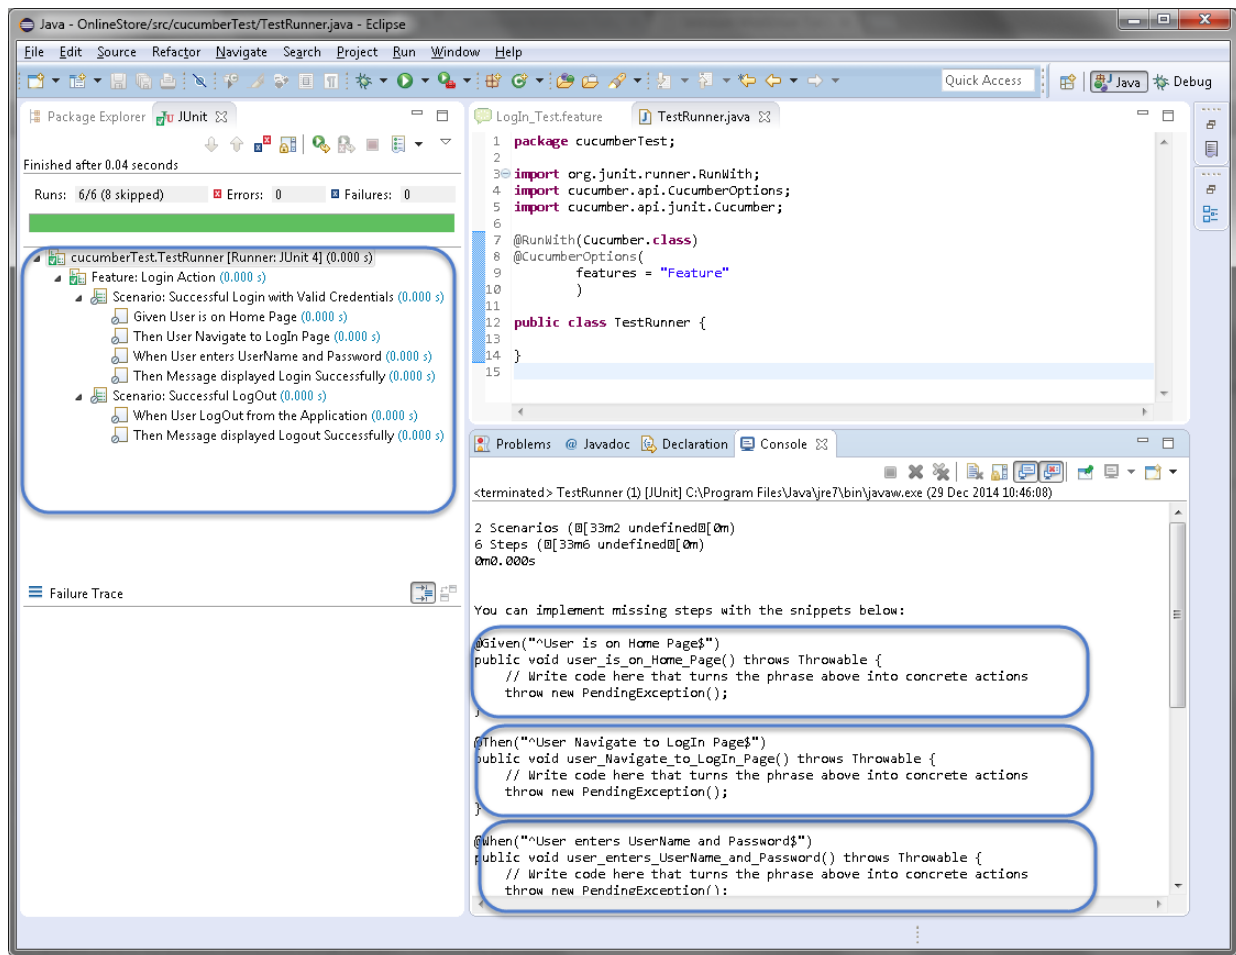 Java - OnlineStore/src/cucumberTest/TestRunner.java - Eclipse
File Edit Source Refactor Navigate Search Project Run Window Help
Quick Access
Java
Debug
Package Explorer
JUnit
Finished after 0.04 seconds
Runs: 6/6 (8 skipped) Errors: 0 Failures: 0
cucumberTest.TestRunner [Runner: JUnit 4] (0.000 s)
Feature: Login Action (0.000 s)
Scenario: Successful Login with Valid Credentials (0.000 s)
Given User is on Home Page (0.000 s)
Then User Navigate to LogIn Page (0.000 s)
When User enters UserName and Password (0.000 s)
Then Message displayed Login Successfully (0.000 s)
Scenario: Successful LogOut (0.000 s)
When User LogOut from the Application (0.000 s)
Then Message displayed Logout Successfully (0.000 s)
Failure Trace
LogIn_Test.feature
TestRunner.java
1 package cucumberTest;
2
3 import org.junit.runner.RunWith;
4 import cucumber.api.CucumberOptions;
5 import cucumber.api.junit.Cucumber;
6
7 @RunWith(Cucumber.class)
8 @CucumberOptions(
9 features = "Feature"
10 )
11
12 public class TestRunner {
13
14 }
15
Problems @ Javadoc Declaration Console
<terminated> TestRunner (1) [JUnit] C:\Program Files\Java\jre7\bin\javaw.exe (29 Dec 2014 10:46:08)
2 Scenarios ([33m2 undefined[0m)
6 Steps ([33m6 undefined[0m)
0m0.000s
You can implement missing steps with the snippets below:
@Given("^User is on Home Page$")
public void user_is_on_Home_Page() throws Throwable {
// Write code here that turns the phrase above into concrete actions
throw new PendingException();
}
@Then("^User Navigate to LogIn Page$")
public void user_Navigate_to_LogIn_Page() throws Throwable {
// Write code here that turns the phrase above into concrete actions
throw new PendingException();
}
@When("^User enters UserName and Password$")
public void user_enters_UserName_and_Password() throws Throwable {
// Write code here that turns the phrase above into concrete actions
throw new PendingException();